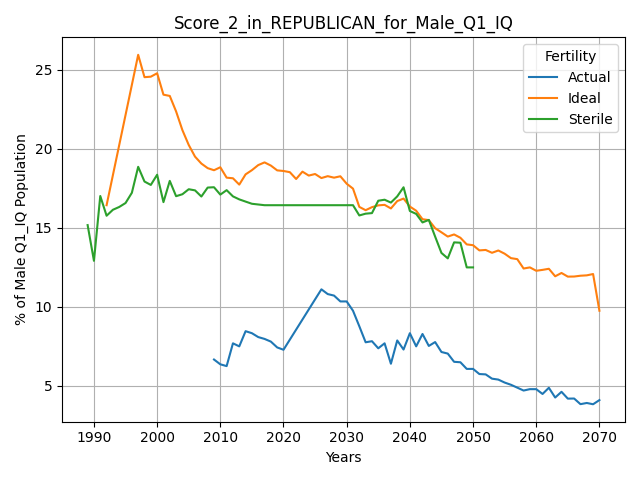 Score_2_in_REPUBLICAN_for_Male_Q1_IQ
Fertility
Actual
Ideal
Sterile
% of Male Q1_IQ Population
25
20
15
10
5
1990 2000 2010 2020 2030 2040 2050 2060 2070
Years